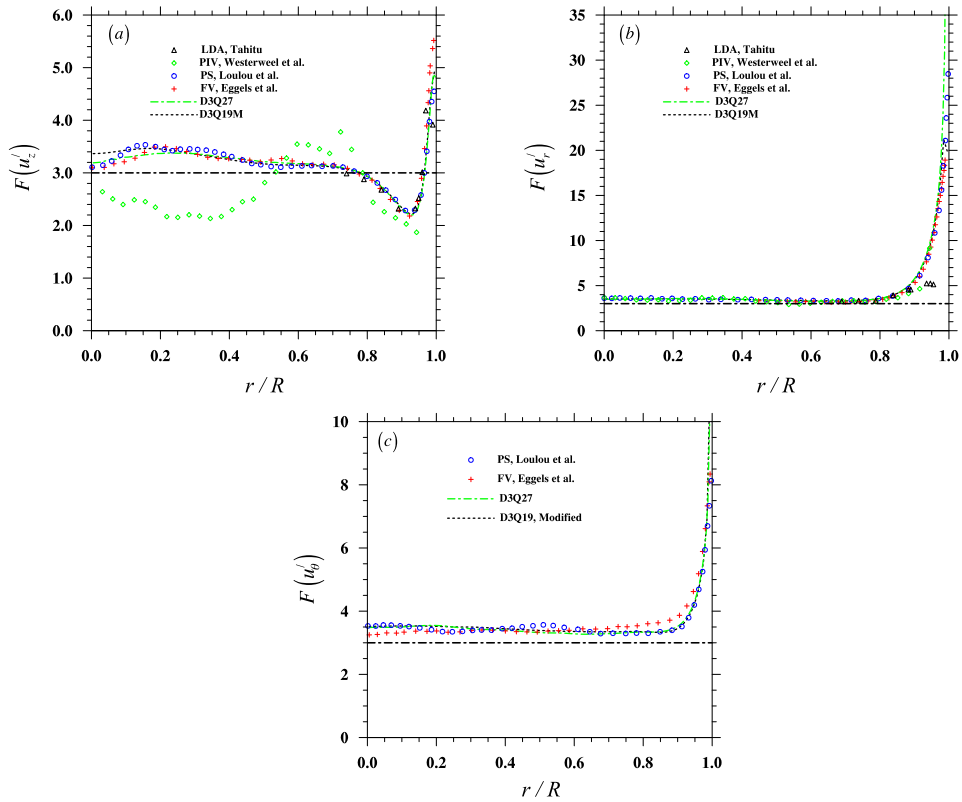 (a)
LDA, Tahitu
PIV, Westerweel et al.
PS, Loulou et al.
FV, Eggels et al.
D3Q27
D3Q19M
6.0
5.0
4.0
3.0
2.0
1.0
0.0
F(u′z)
0.0 0.2 0.4 0.6 0.8 1.0
r / R
(b)
LDA, Tahitu
PIV, Westerweel et al.
PS, Loulou et al.
FV, Eggels et al.
D3Q27
D3Q19M
35
30
25
20
15
10
5
0
F(u′r)
0.0 0.2 0.4 0.6 0.8 1.0
r / R
(c)
PS, Loulou et al.
FV, Eggels et al.
D3Q27
D3Q19, Modified
10
8
6
4
2
0
F(u′θ)
0.0 0.2 0.4 0.6 0.8 1.0
r / R